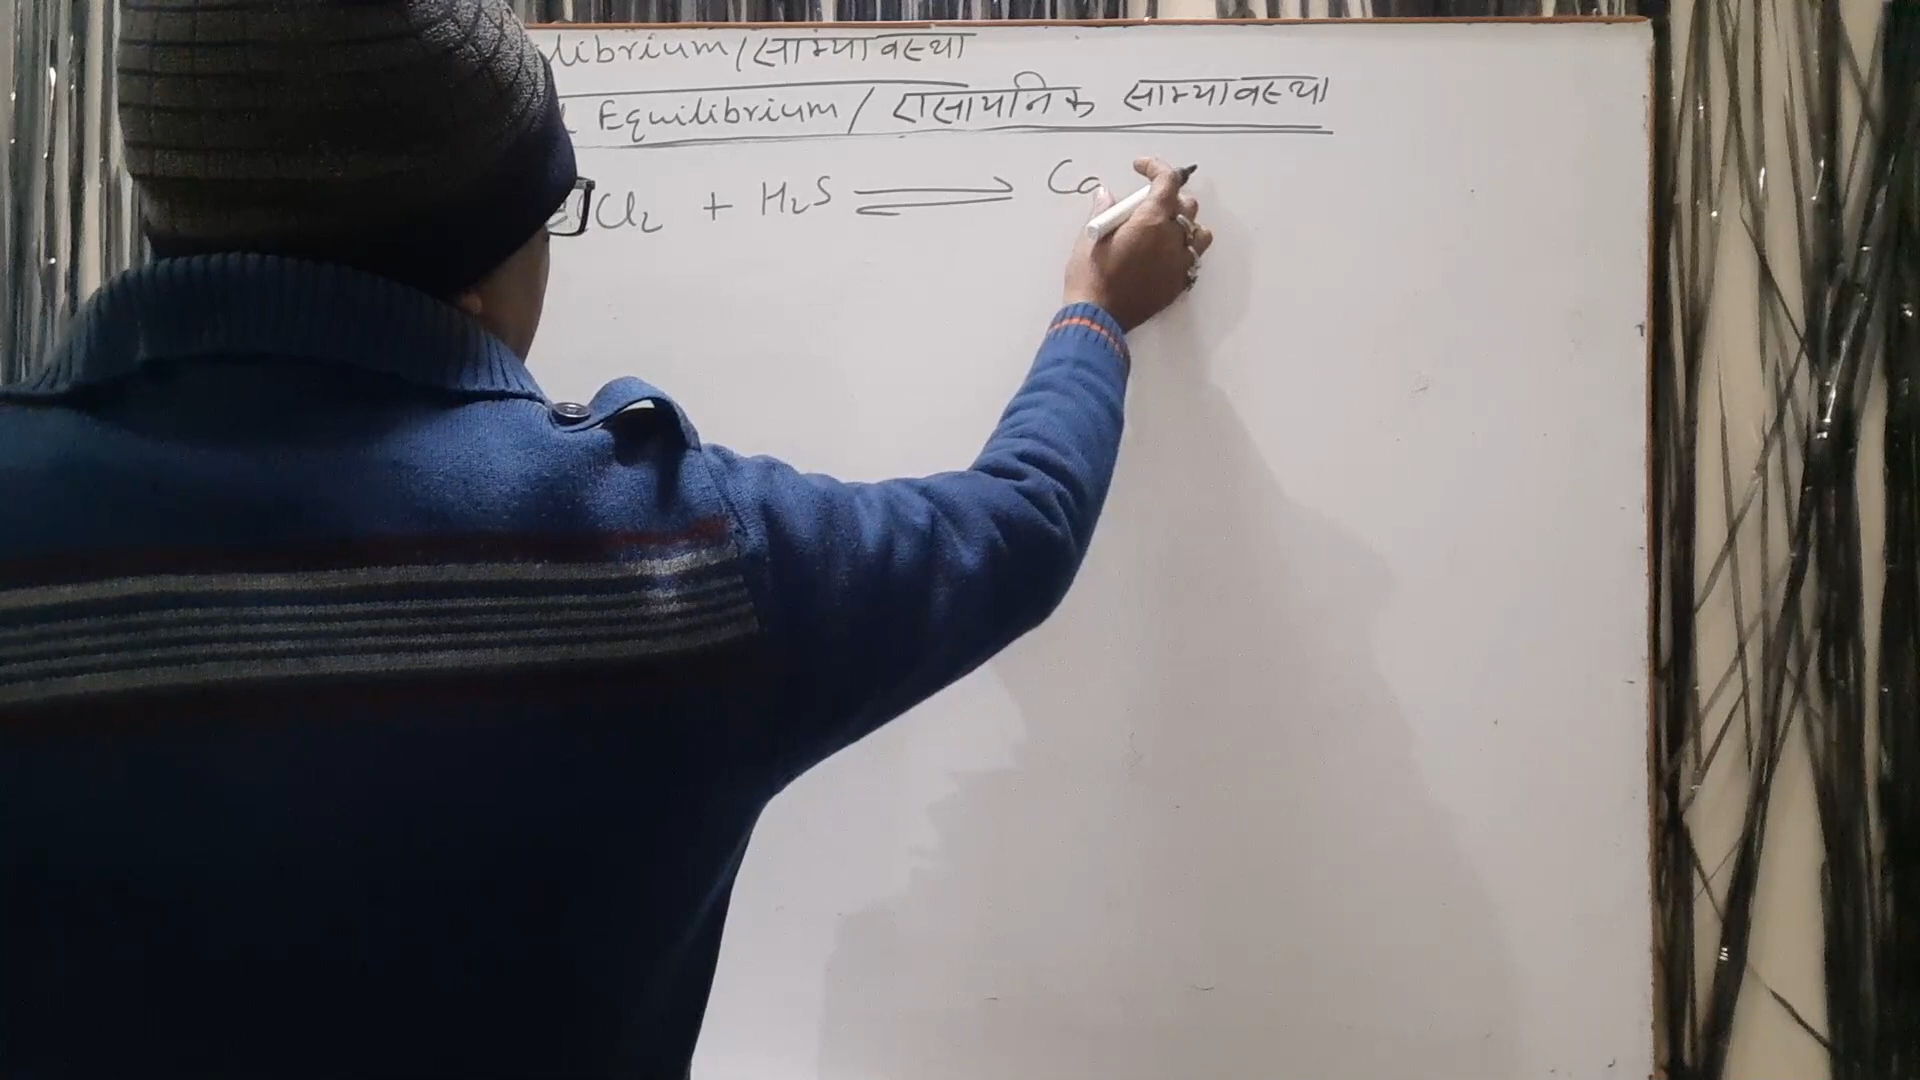 librium/साम्यावस्था
Equilibrium/रासायनिक साम्यावस्था
Cl₂ + H₂S ⇌ Ca